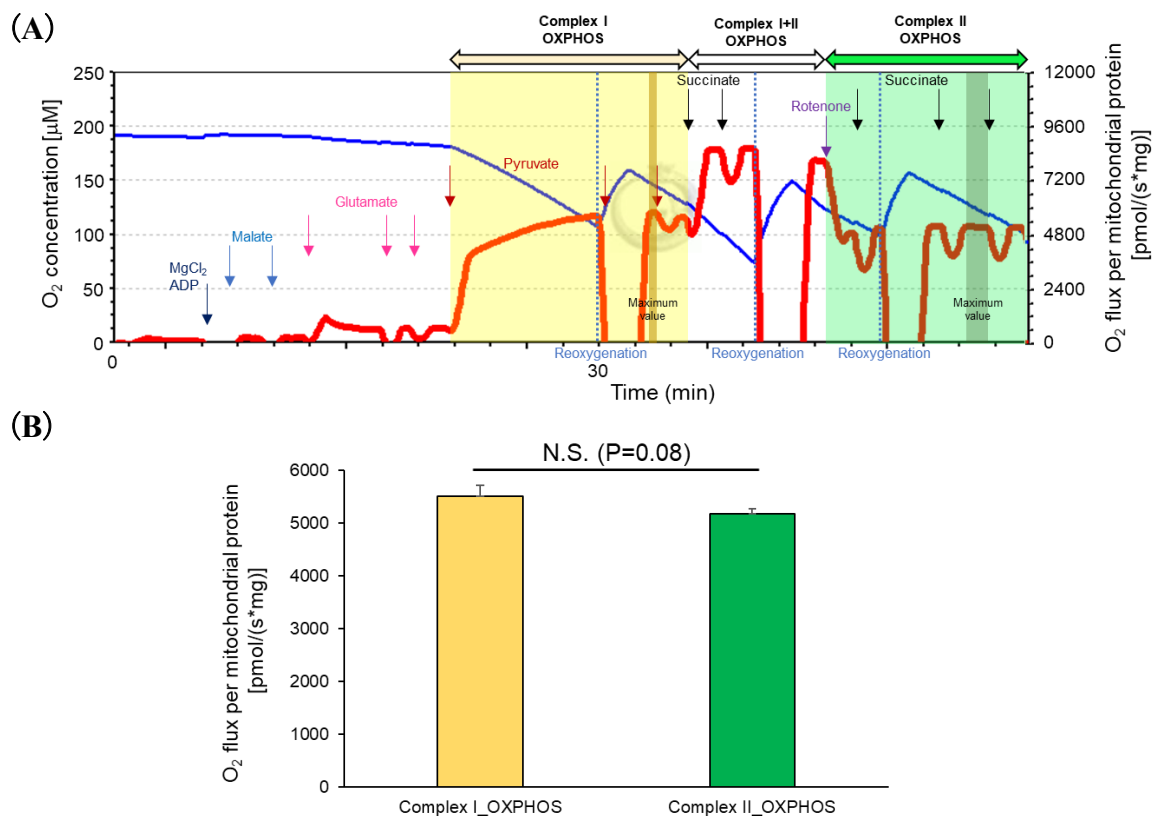 (A)
Complex I
OXPHOS
Complex I+II
OXPHOS
Complex II
OXPHOS
250
200
150
100
50
0
O₂ concentration [μM]
12000
9600
7200
4800
2400
0
O₂ flux per mitochondrial protein
[pmol/(s*mg)]
Succinate
Succinate
Rotenone
Pyruvate
Glutamate
Malate
MgCl₂
ADP
Maximum
value
Maximum
value
0
Reoxygenation
Reoxygenation
Reoxygenation
30
Time (min)
(B)
N.S. (P=0.08)
6000
5000
4000
3000
2000
1000
0
O₂ flux per mitochondrial protein
[pmol/(s*mg)]
Complex I_OXPHOS
Complex II_OXPHOS